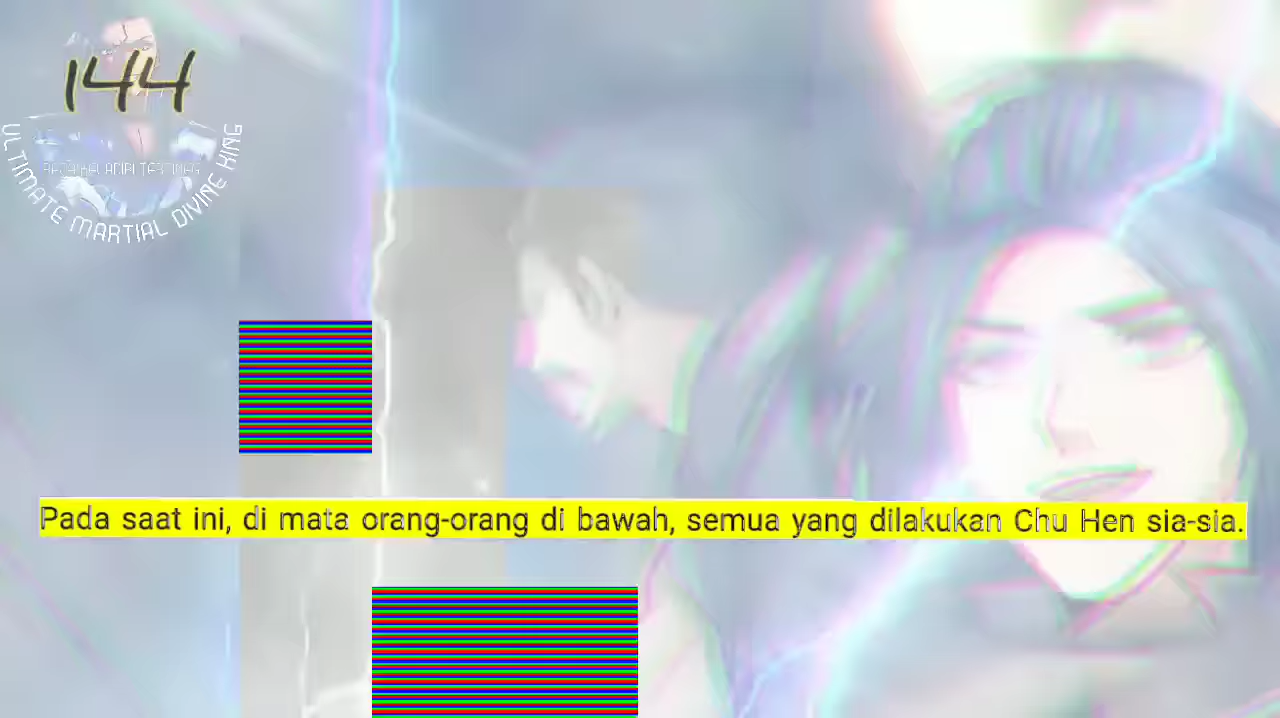 144
ULTIMATE MARTIAL DIVINE KING
Pada saat ini, di mata orang-orang di bawah, semua yang dilakukan Chu Hen sia-sia.